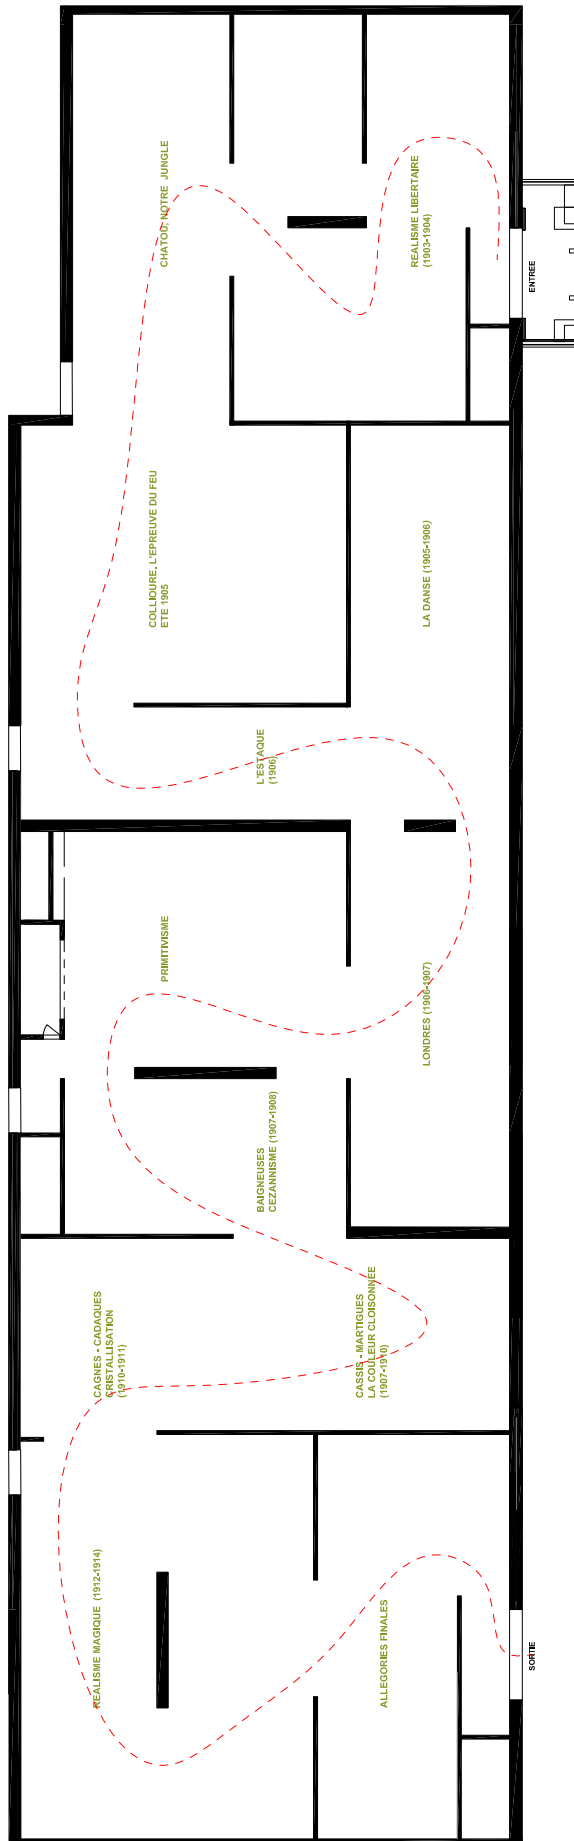 ENTREE
REALISME LIBERTAIRE
(1903-1904)
CHATOU, NOTRE JUNGLE
COLLIOURE, L'EPREUVE DU FEU
ETE 1905
LA DANSE (1905-1906)
L'ESTAQUE
(1906)
LONDRES (1906-1907)
PRIMITIVISME
BAIGNEUSES
CEZANNISME (1907-1908)
CASSIS - MARTIGUES
LA COULEUR CLOISONNEE
(1907-1910)
CAGNES - CADAQUES
CRISTALLISATION
(1910-1911)
REALISME MAGIQUE (1912-1914)
ALLEGORIES FINALES
SORTIE